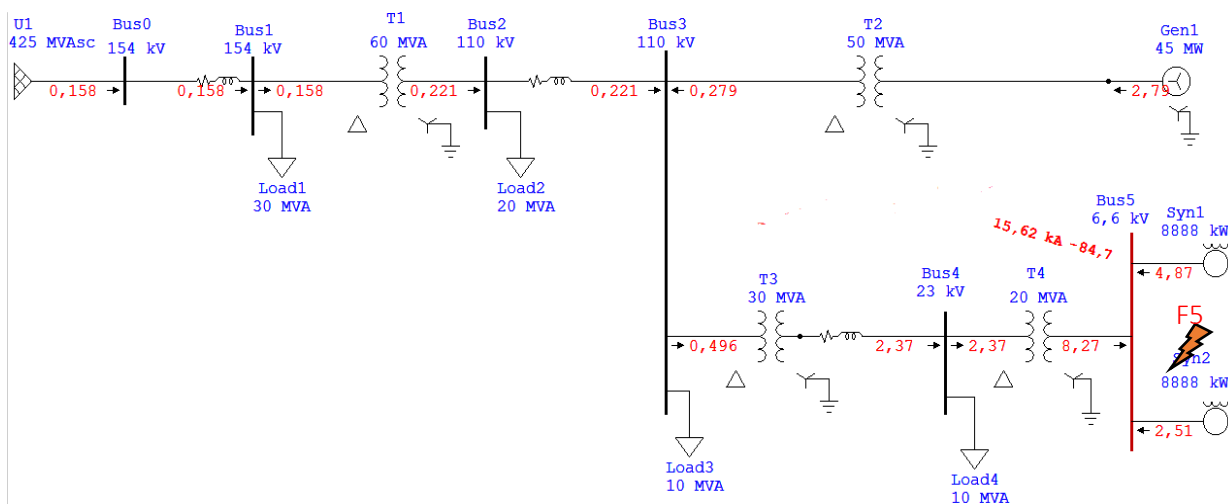 U1
425 MVAsc
Bus0
154 kV
Bus1
154 kV
T1
60 MVA
Bus2
110 kV
Bus3
110 kV
T2
50 MVA
Gen1
45 MW
0,158
0,158
0,158
0,221
0,221
0,279
2,79
Load1
30 MVA
Load2
20 MVA
Bus5
6,6 kV
Syn1
8888 kW
15,62 kA -84,7
4,87
T3
30 MVA
Bus4
23 kV
T4
20 MVA
F5
0,496
2,37
2,37
8,27
Syn2
8888 kW
2,51
Load3
10 MVA
Load4
10 MVA